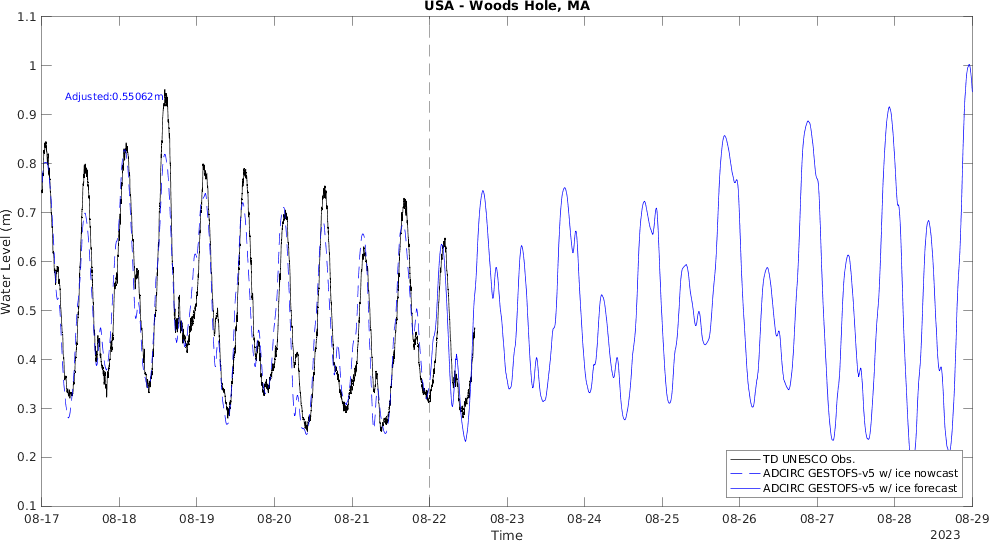 USA - Woods Hole, MA
1.1
1
0.9
0.8
0.7
0.6
0.5
0.4
0.3
0.2
0.1
Water Level (m)
Adjusted:0.55062m
TD UNESCO Obs.
ADCIRC GESTOFS-v5 w/ ice nowcast
ADCIRC GESTOFS-v5 w/ ice forecast
08-17 08-18 08-19 08-20 08-21 08-22 08-23 08-24 08-25 08-26 08-27 08-28 08-29
Time
2023